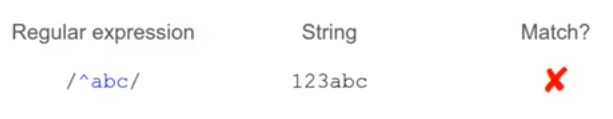 Regular expression String Match?
/^abc/ 123abc ✘